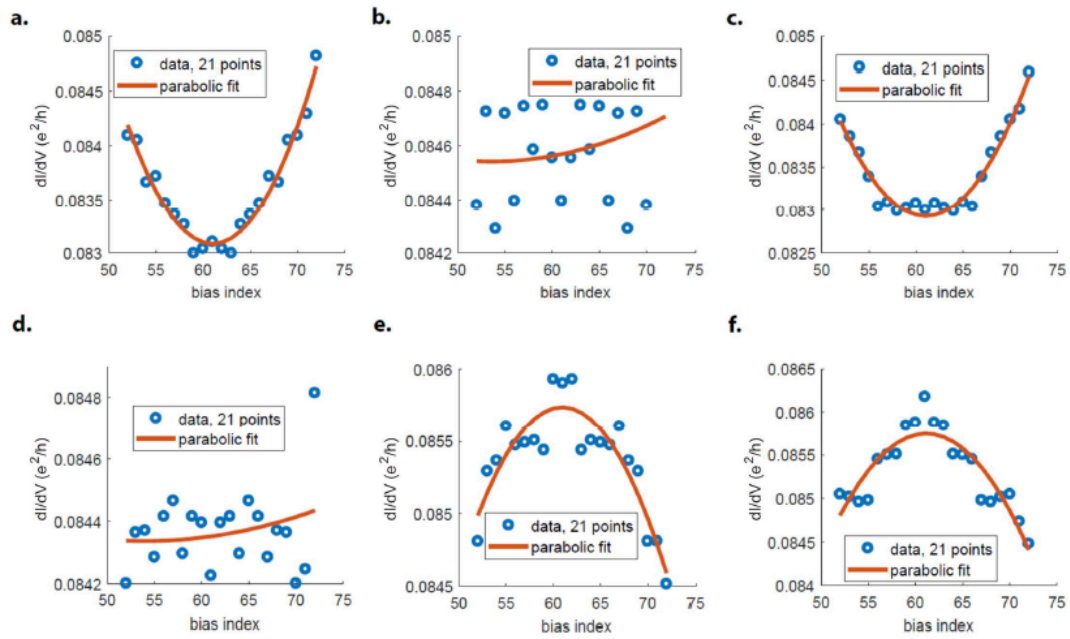 a.
0.085
0.0845
0.084
0.0835
0.083
dI/dV (e²/h)
data, 21 points
parabolic fit
50 55 60 65 70 75
bias index
b.
0.085
0.0848
0.0846
0.0844
0.0842
dI/dV (e²/h)
data, 21 points
parabolic fit
50 55 60 65 70 75
bias index
c.
0.085
0.0845
0.084
0.0835
0.083
0.0825
dI/dV (e²/h)
data, 21 points
parabolic fit
50 55 60 65 70 75
bias index
d.
0.0848
0.0846
0.0844
0.0842
dI/dV (e²/h)
data, 21 points
parabolic fit
50 55 60 65 70 75
bias index
e.
0.086
0.0855
0.085
0.0845
dI/dV (e²/h)
data, 21 points
parabolic fit
50 55 60 65 70 75
bias index
f.
0.0865
0.086
0.0855
0.085
0.0845
0.084
dI/dV (e²/h)
data, 21 points
parabolic fit
50 55 60 65 70 75
bias index